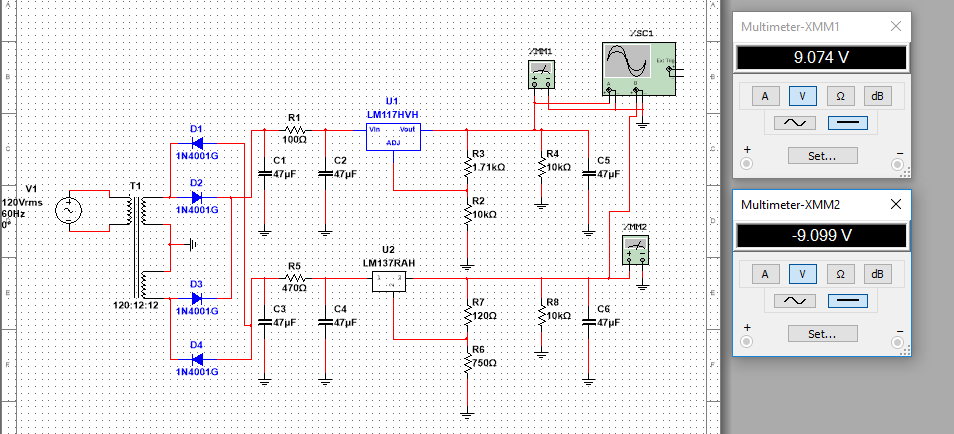 Multimeter-XMM1
9.074 V
A
V
Ω
dB
Set...
+
−
Multimeter-XMM2
-9.099 V
A
V
Ω
dB
Set...
+
−
XSC1
Ext Trig
A
B
XMM1
U1
LM117HVH
Vin
Vout
ADJ
R1
100Ω
D1
1N4001G
C1
47µF
C2
47µF
R3
1.71kΩ
R4
10kΩ
C5
47µF
V1
120Vrms
60Hz
0°
T1
D2
1N4001G
R2
10kΩ
XMM2
U2
LM137RAH
1
3
2
R5
470Ω
D3
1N4001G
120:12:12
C3
47µF
C4
47µF
R7
120Ω
R8
10kΩ
C6
47µF
D4
1N4001G
R6
750Ω